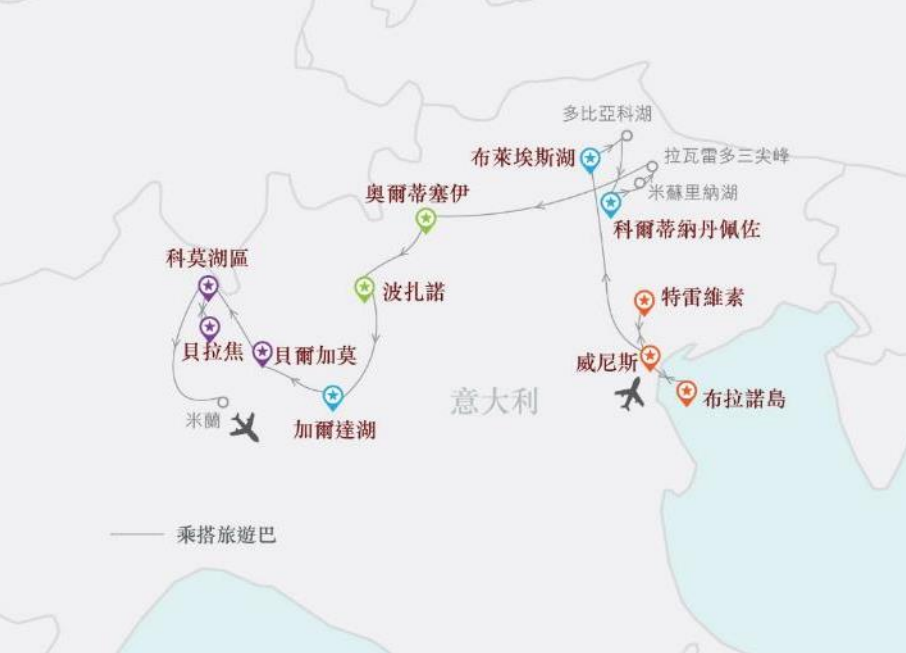 多比亞科湖
布萊埃斯湖
拉瓦雷多三尖峰
奧爾蒂塞伊
米蘇里納湖
科爾蒂納丹佩佐
科莫湖區
波扎諾
特雷維素
貝拉焦
貝爾加莫
威尼斯
意大利
布拉諾島
米蘭
加爾達湖
乘搭旅遊巴